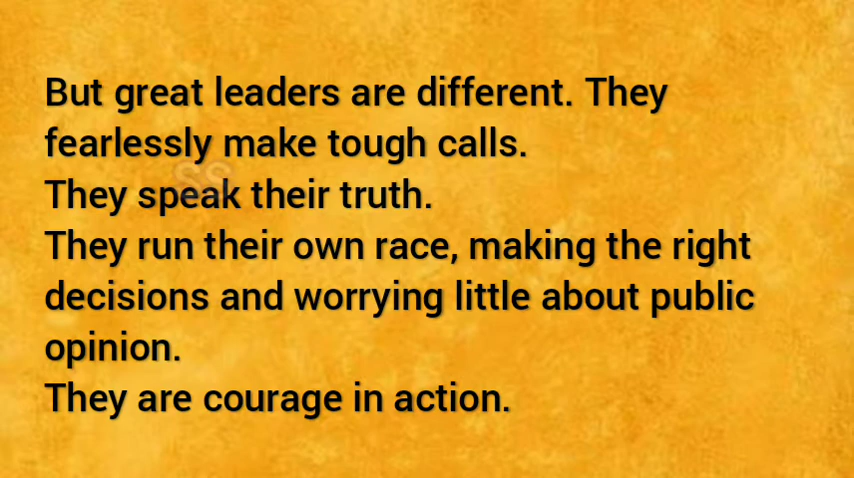 But great leaders are different. They
fearlessly make tough calls.
They speak their truth.
They run their own race, making the right
decisions and worrying little about public
opinion.
They are courage in action.